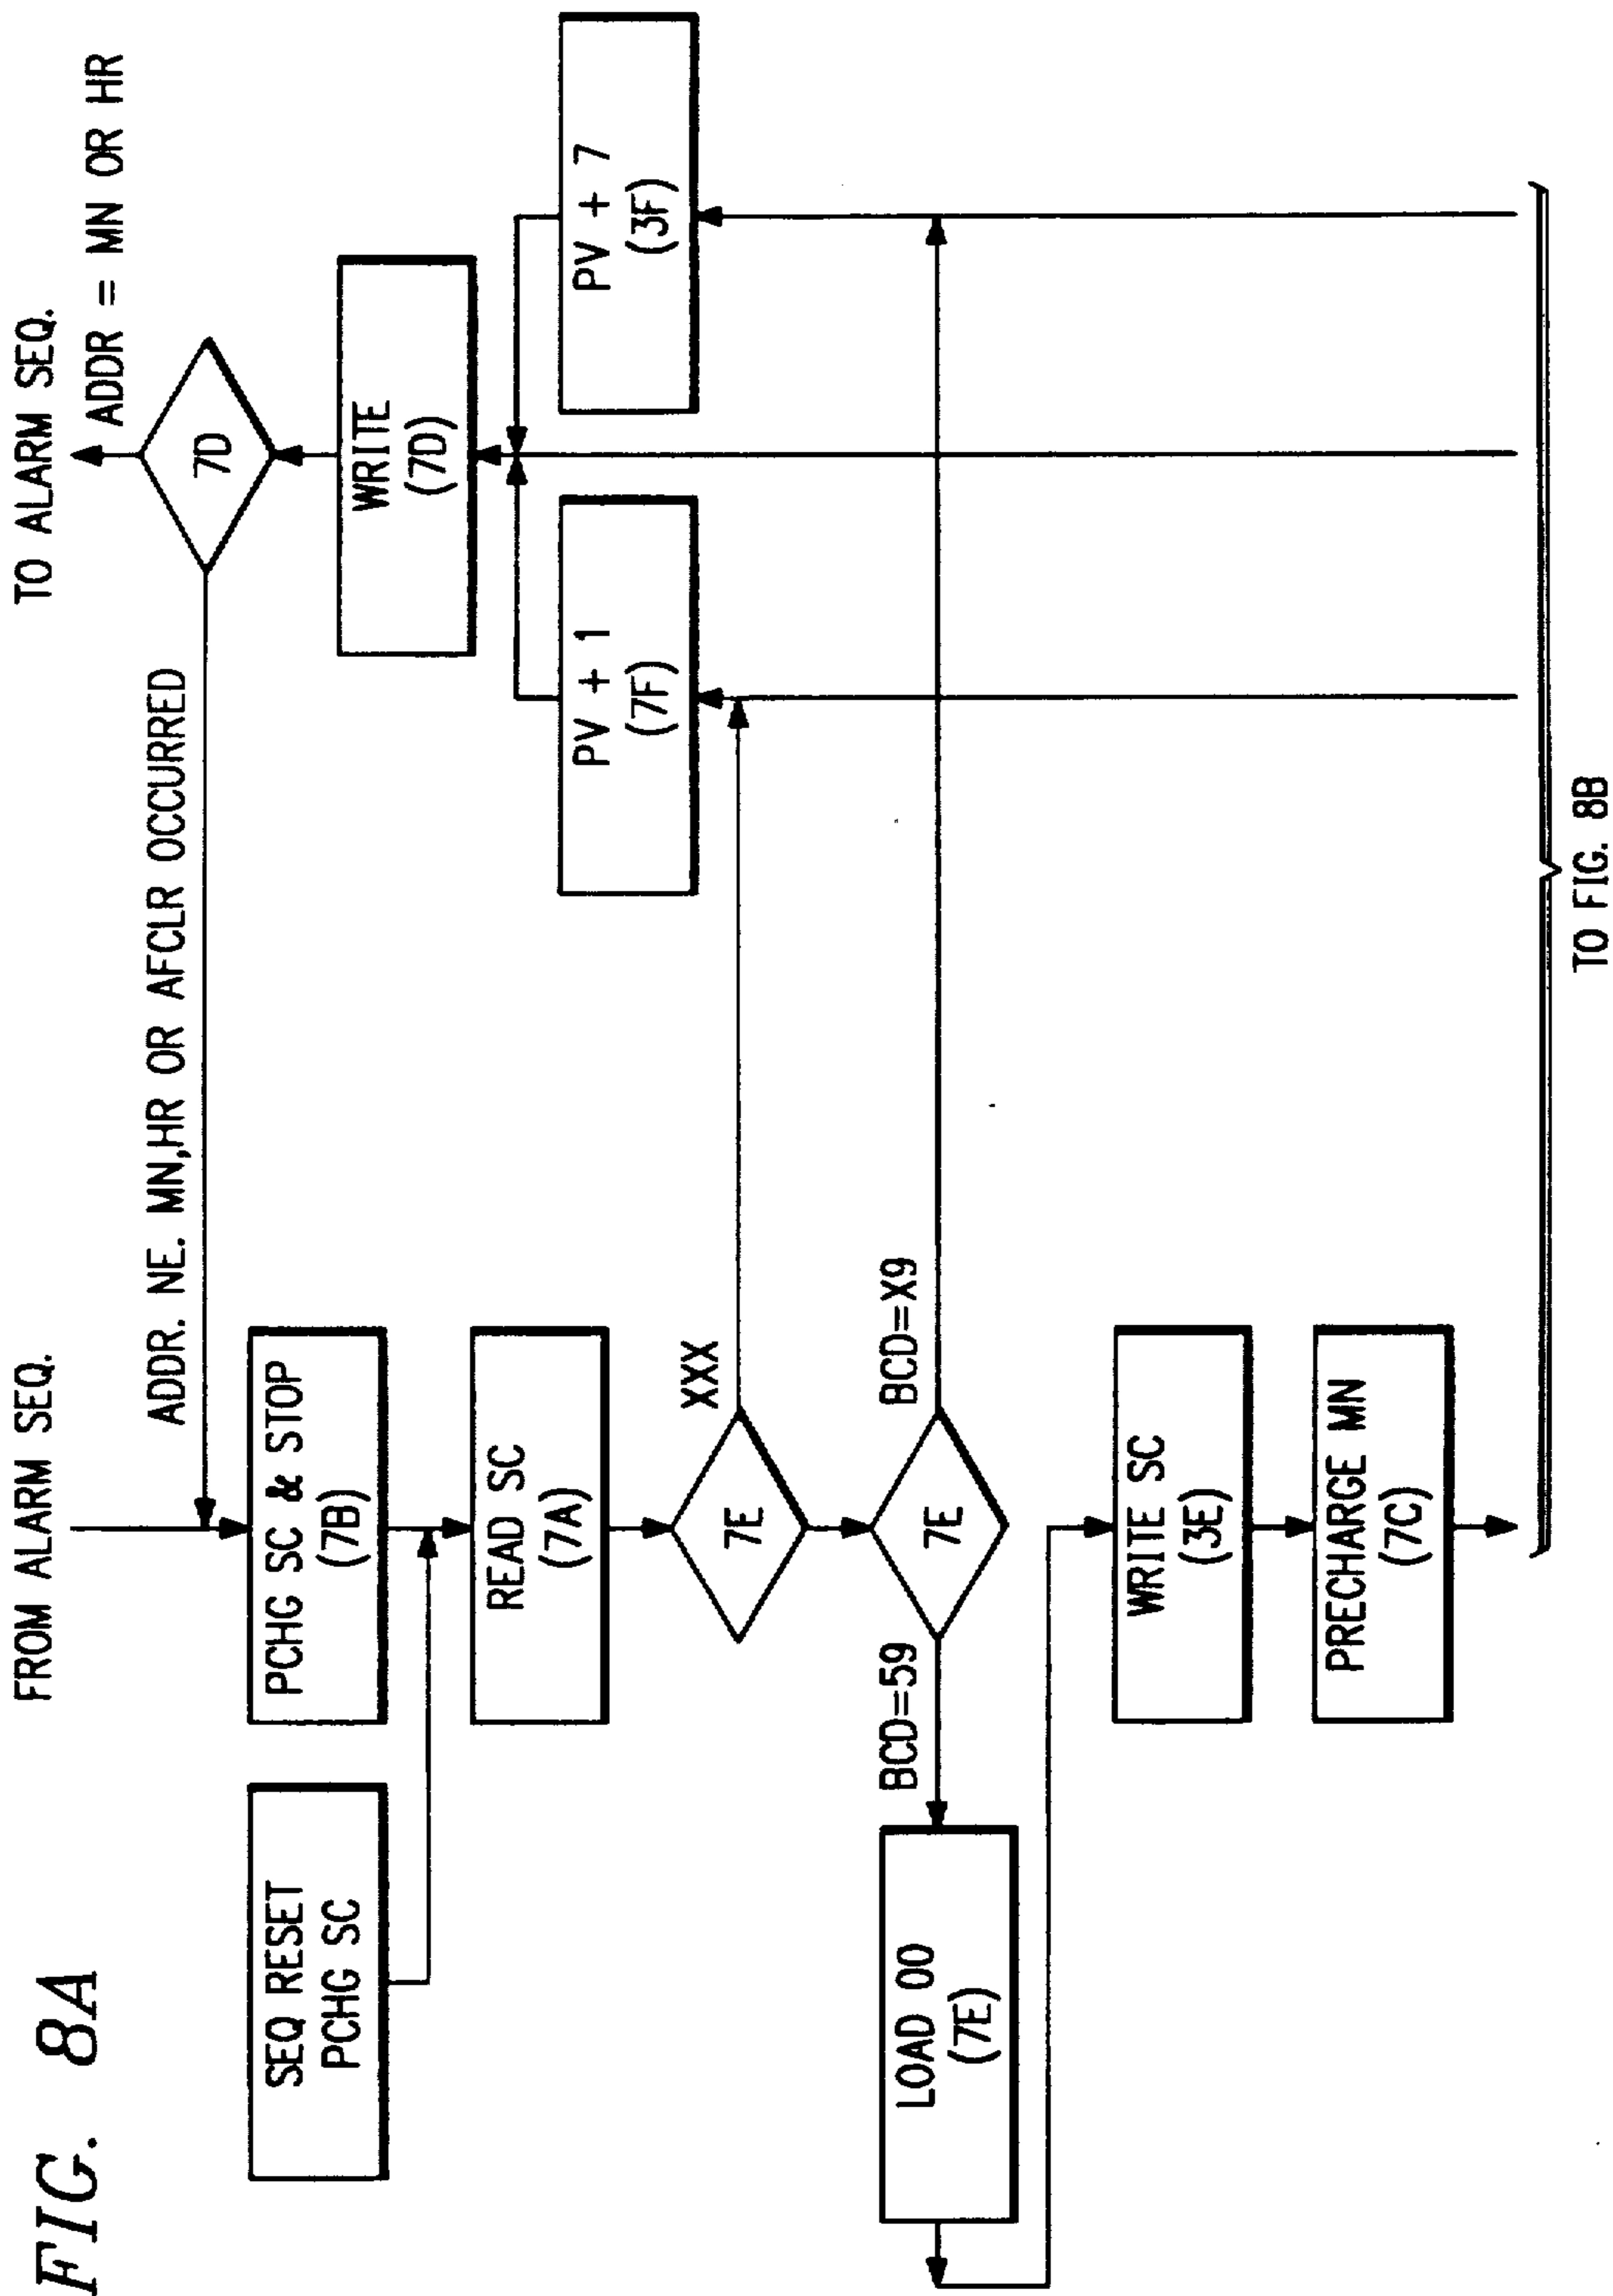 FIG. 8A
FROM ALARM SEQ.
TO ALARM SEQ.
ADDR = MN OR HR
ADDR. NE. MN,HR OR AFCLR OCCURRED
7D
SEQ RESET
PCHG SC
PCHG SC & STOP
(7B)
WRITE
(7D)
READ SC
(7A)
PV + 1
(7F)
PV + 7
(3F)
XXX
7E
BCD=59
BCD=X9
7E
LOAD 00
(7E)
WRITE SC
(3E)
PRECHARGE MN
(7C)
TO FIG. 8B